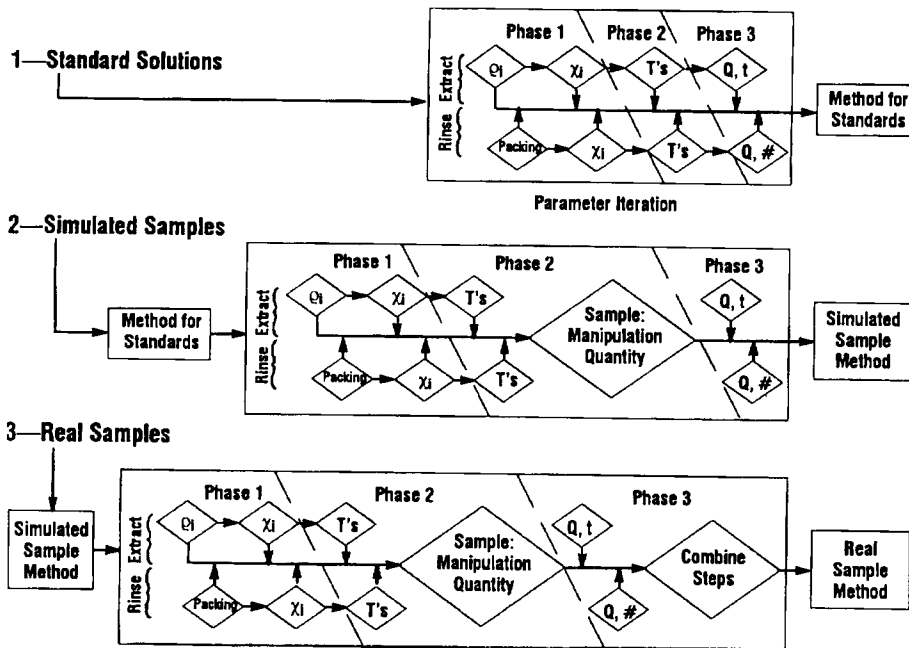 1—Standard Solutions
Phase 1
Phase 2
Phase 3
Extract
ϱi
χi
T's
Q, t
Rinse
Packing
χi
T's
Q, #
Method for
Standards
Parameter Iteration
2—Simulated Samples
Method for
Standards
Phase 1
Phase 2
Phase 3
Extract
ϱi
χi
T's
Rinse
Packing
χi
T's
Sample:
Manipulation
Quantity
Q, t
Q, #
Simulated
Sample
Method
3—Real Samples
Simulated
Sample
Method
Phase 1
Phase 2
Phase 3
Extract
ϱi
χi
T's
Rinse
Packing
χi
T's
Sample:
Manipulation
Quantity
Q, t
Q, #
Combine
Steps
Real
Sample
Method